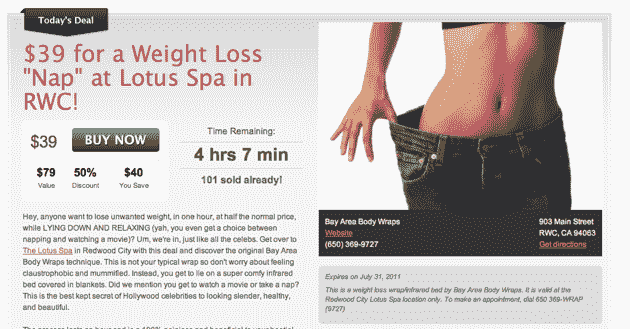 Today's Deal
$39 for a Weight Loss
"Nap" at Lotus Spa in
RWC!
$39
BUY NOW
$79
Value
50%
Discount
$40
You Save
Time Remaining:
4 hrs 7 min
101 sold already!
Hey, anyone want to lose unwanted weight, in one hour, at half the normal price,
while LYING DOWN AND RELAXING (yah, you even get a choice between
napping and watching a movie)? Um, we're in, just like all the celebs. Get over to
The Lotus Spa in Redwood City with this deal and discover the original Bay Area
Body Wraps technique. This is not your typical wrap so don't worry about feeling
claustrophobic and mummified. Instead, you get to lie on a super comfy infrared
bed covered in blankets. Did we mention you get to watch a movie or take a nap?
This is the best kept secret of Hollywood celebrities to looking slender, healthy,
and beautiful.
Bay Area Body Wraps
Website
(650) 369-9727
903 Main Street
RWC, CA 94063
Get directions
Expires on July 31, 2011
This is a weight loss wrap/infrared bed by Bay Area Body Wraps. It is valid at the
Redwood City Lotus Spa location only. To make an appointment, dial 650 369-WRAP
(9727)